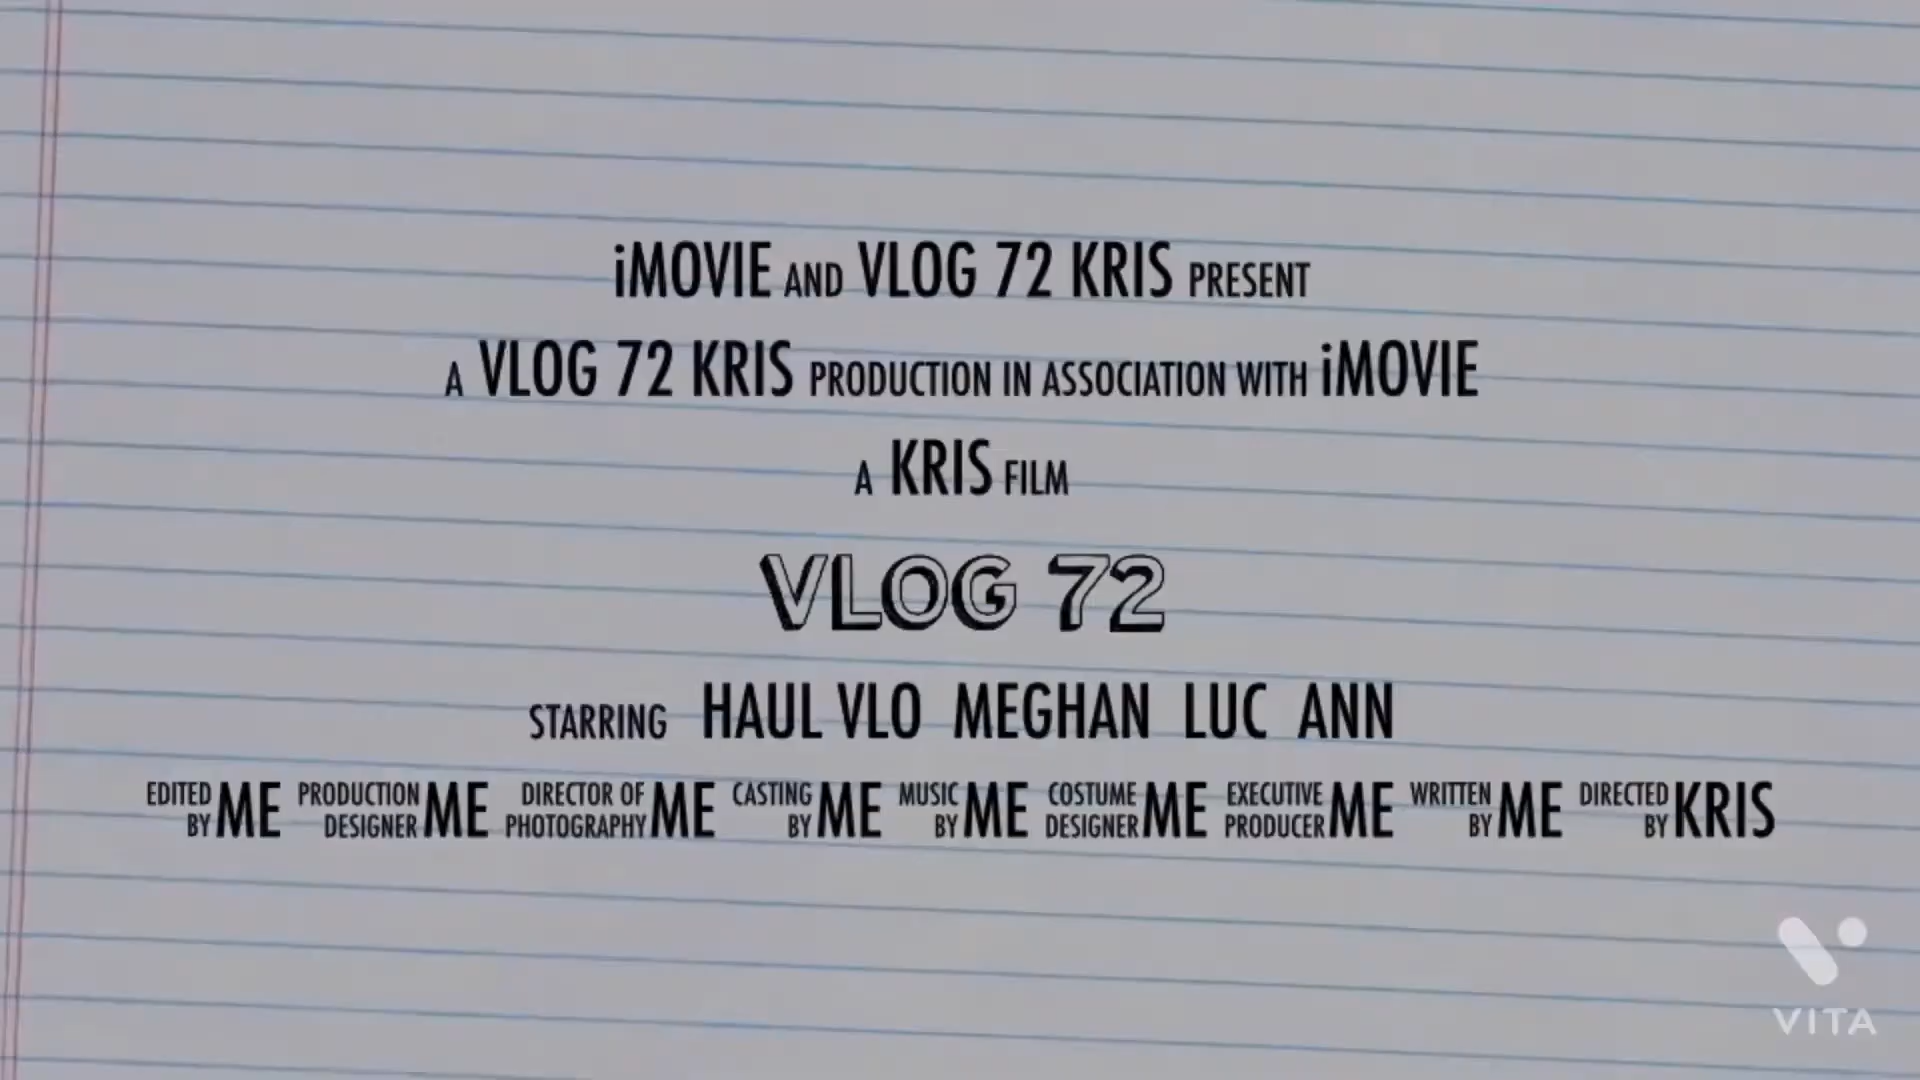 iMOVIE AND VLOG 72 KRIS PRESENT
A VLOG 72 KRIS PRODUCTION IN ASSOCIATION WITH iMOVIE
A KRIS FILM
VLOG 72
STARRING HAUL VLO MEGHAN LUC ANN
EDITED BY ME PRODUCTION DESIGNER ME DIRECTOR OF PHOTOGRAPHY ME CASTING BY ME MUSIC BY ME COSTUME DESIGNER ME EXECUTIVE PRODUCER ME WRITTEN BY ME DIRECTED BY KRIS
VITA